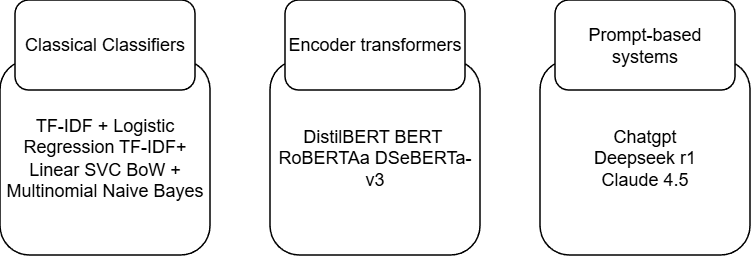 Classical Classifiers
TF-IDF + Logistic
Regression TF-IDF+
Linear SVC BoW +
Multinomial Naive Bayes
Encoder transformers
DistilBERT BERT
RoBERTAa DSeBERTa-
v3
Prompt-based
systems
Chatgpt
Deepseek r1
Claude 4.5